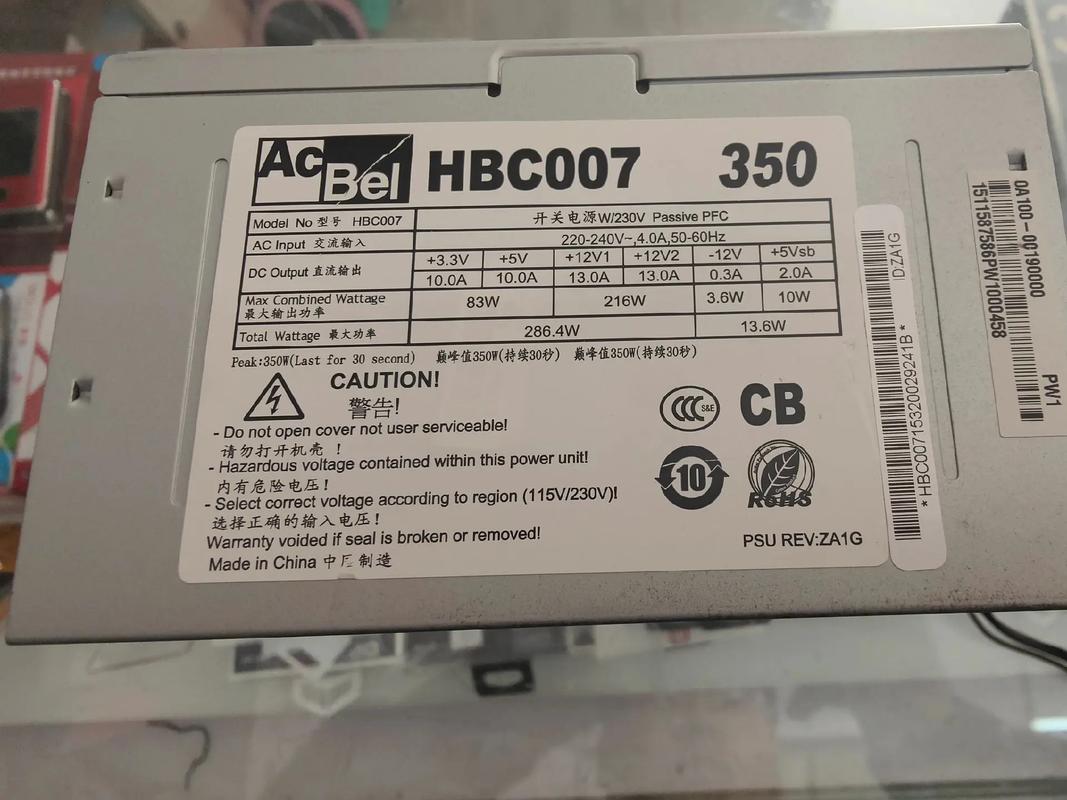 AcBel HBC007 350
Model No 型号 HBC007 开关电源W/230V Passive PFC
AC Input 交流输入 220-240V~,4.0A,50-60Hz
DC Output 直流输出 +3.3V +5V +12V1 +12V2 -12V +5Vsb
10.0A 10.0A 13.0A 13.0A 0.3A 2.0A
Max Combined Wattage 83W 216W 3.6W 10W
最大输出功率
Total Wattage 最大功率 286.4W 13.6W
Peak:350W(Last for 30 second) 巅峰值350W(持续30秒) 巅峰值350W(持续30秒)
CAUTION!
警告!
- Do not open cover not user serviceable!
请勿打开机壳 !
- Hazardous voltage contained within this power unit!
内有危险电压!
- Select correct voltage according to region (115V/230V)!
选择正确的输入电压!
Warranty voided if seal is broken or removed!
Made in China 中国制造
CCC S&E CB
10 RoHS
PSU REV:ZA1G
*HBC00715320029241B*
ID:ZA1G
0A100-00190000
1511587586PW1000458
PW1